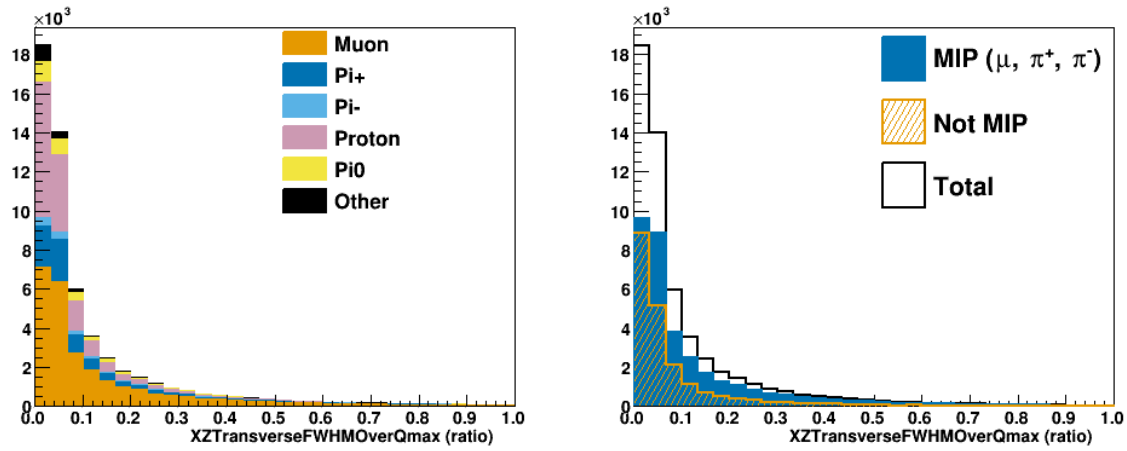 ×10³
18
16
14
12
10
8
6
4
2
0
Muon
Pi+
Pi-
Proton
Pi0
Other
0.0 0.1 0.2 0.3 0.4 0.5 0.6 0.7 0.8 0.9 1.0
XZTransverseFWHMOverQmax (ratio)
×10³
18
16
14
12
10
8
6
4
2
0
MIP (μ, π⁺, π⁻)
Not MIP
Total
0.0 0.1 0.2 0.3 0.4 0.5 0.6 0.7 0.8 0.9 1.0
XZTransverseFWHMOverQmax (ratio)